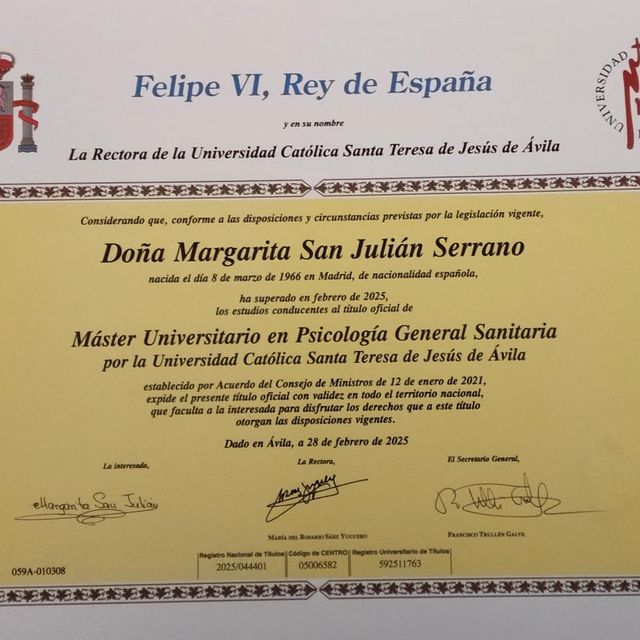 Felipe VI, Rey de España
UNIVERSIDAD
y en su nombre
La Rectora de la Universidad Católica Santa Teresa de Jesús de Ávila
Considerando que, conforme a las disposiciones y circunstancias previstas por la legislación vigente,
Doña Margarita San Julián Serrano
nacida el día 8 de marzo de 1966 en Madrid, de nacionalidad española,
ha superado en febrero de 2025,
los estudios conducentes al título oficial de
Máster Universitario en Psicología General Sanitaria
por la Universidad Católica Santa Teresa de Jesús de Ávila
establecido por Acuerdo del Consejo de Ministros de 12 de enero de 2021,
expide el presente título oficial con validez en todo el territorio nacional,
que faculta a la interesada para disfrutar los derechos que a este título
otorgan las disposiciones vigentes.
Dado en Ávila, a 28 de febrero de 2025
La interesada, La Rectora, El Secretario General,
Margarita San Julián
MARÍA DEL ROSARIO SÁEZ YUGUERO FRANCISCO TRULLÉN GALVE
Registro Nacional de Títulos Código de CENTRO Registro Universitario de Títulos
059A-010308 2025/044401 05006582 592511763